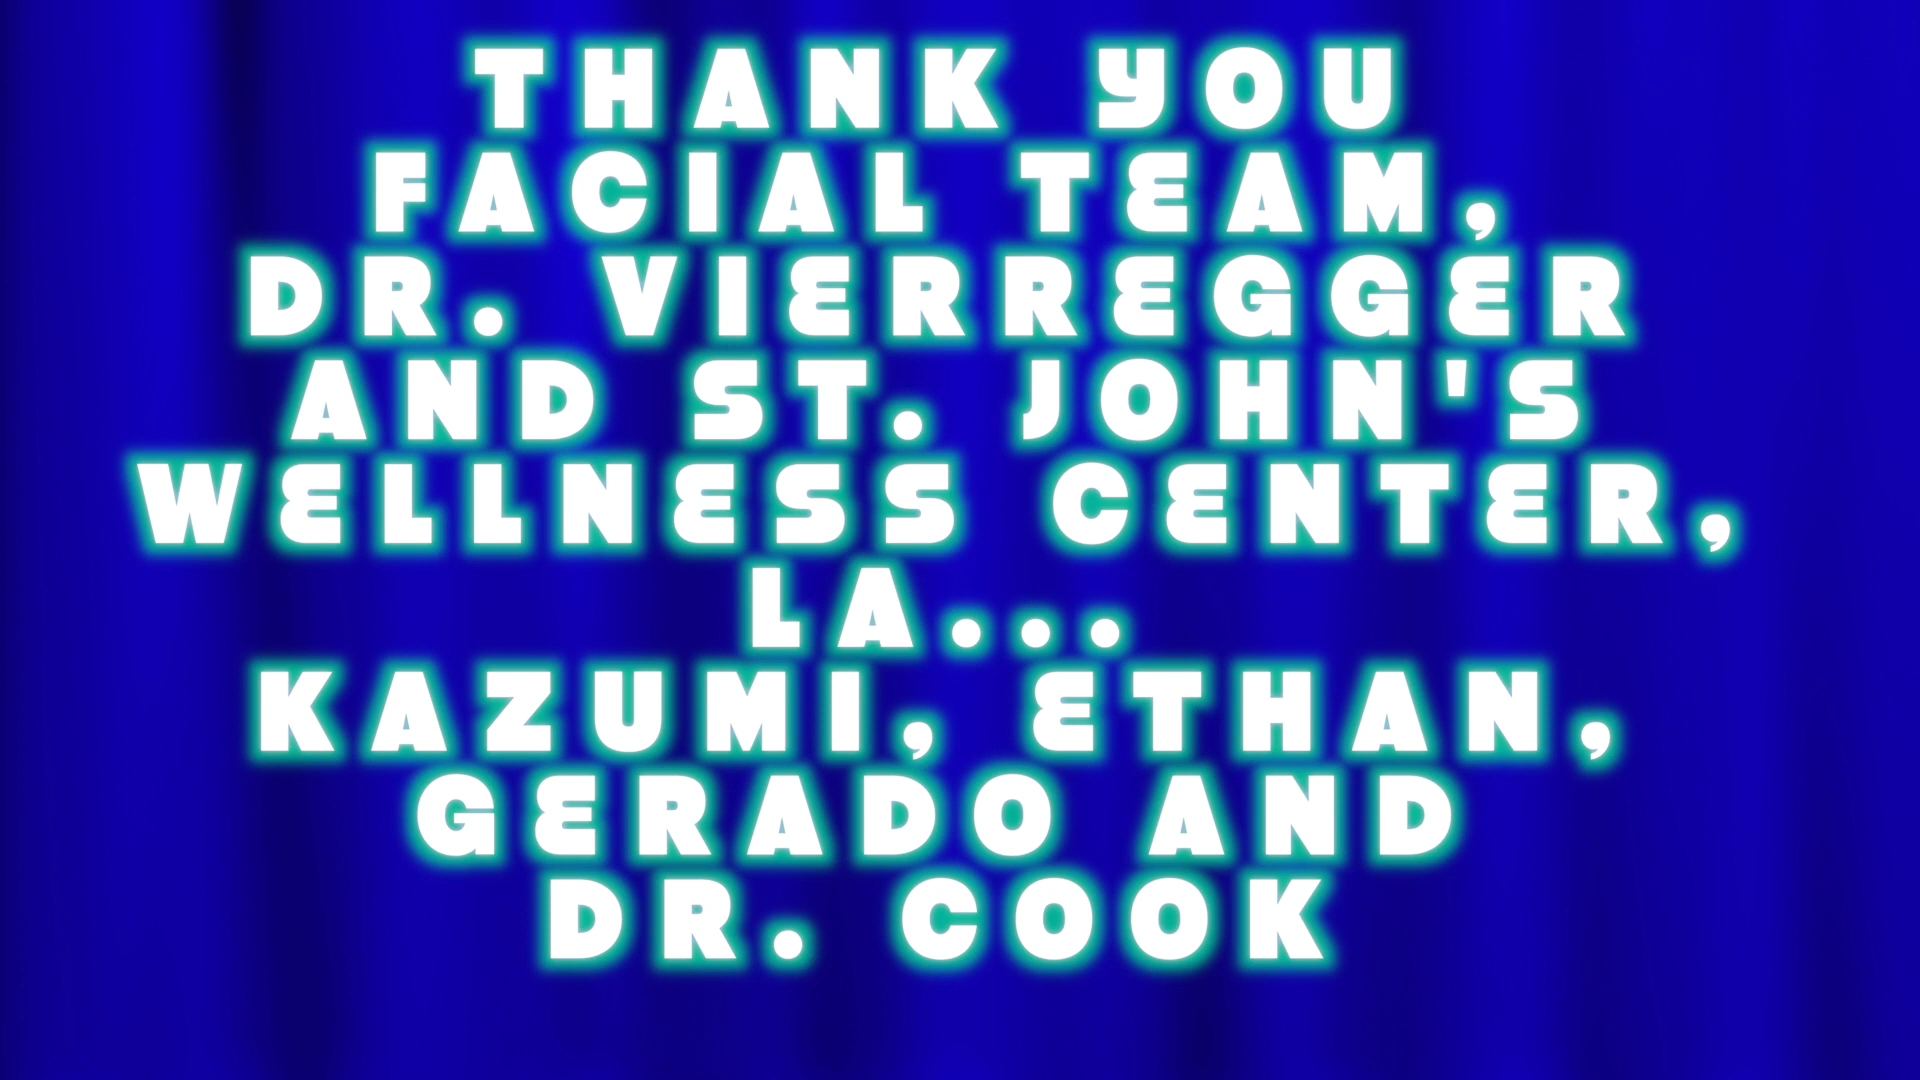 THANK YOU
FACIAL TEAM,
DR. VIERREGGER
AND ST. JOHN'S
WELLNESS CENTER,
LA...
KAZUMI, ETHAN,
GERADO AND
DR. COOK